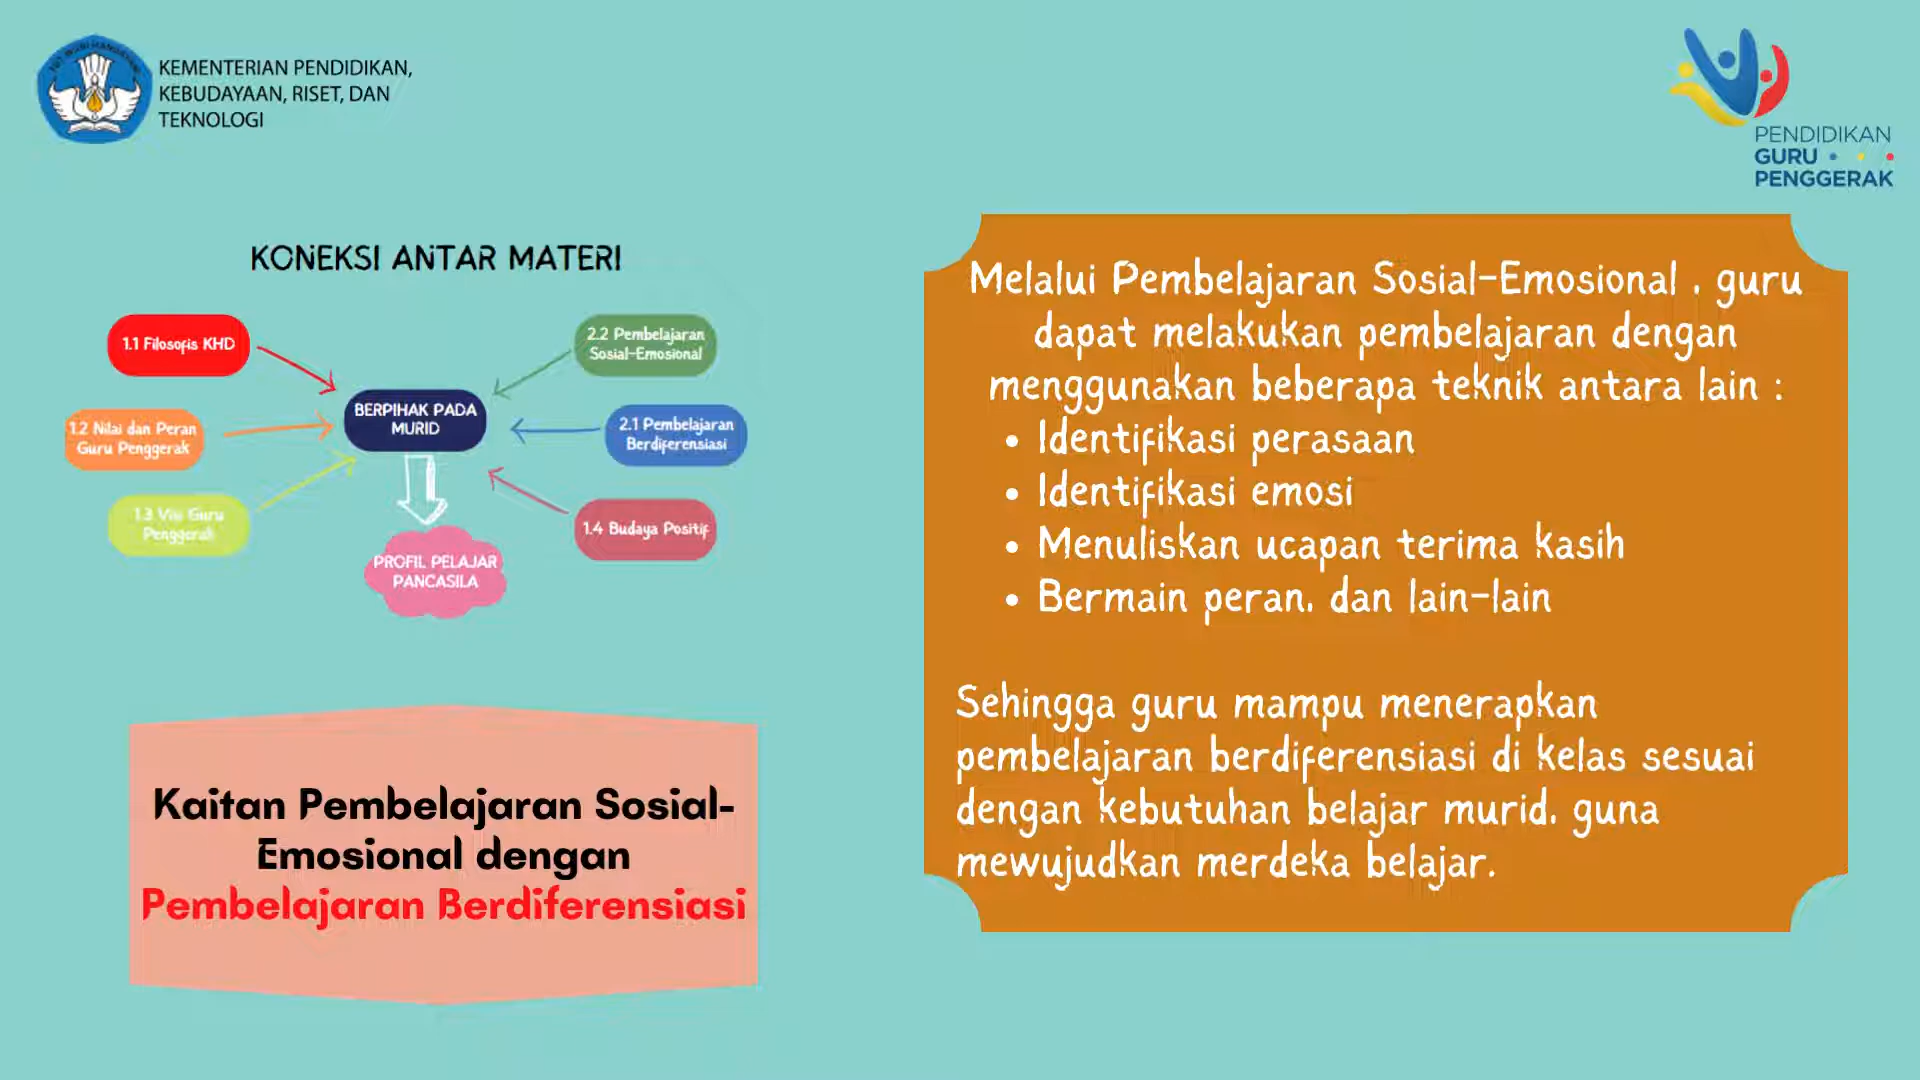 KEMENTERIAN PENDIDIKAN,
KEBUDAYAAN, RISET, DAN
TEKNOLOGI
PENDIDIKAN
GURU
PENGGERAK
KONEKSI ANTAR MATERI
1.1 Filosofis KHD
2.2 Pembelajaran
Sosial-Emosional
BERPIHAK PADA
MURID
1.2 Nilai dan Peran
Guru Penggerak
2.1 Pembelajaran
Berdiferensiasi
1.3 Visi Guru
Penggerak
1.4 Budaya Positif
PROFIL PELAJAR
PANCASILA
Kaitan Pembelajaran Sosial-
Emosional dengan
Pembelajaran Berdiferensiasi
Melalui Pembelajaran Sosial-Emosional , guru
dapat melakukan pembelajaran dengan
menggunakan beberapa teknik antara lain :
• Identifikasi perasaan
• Identifikasi emosi
• Menuliskan ucapan terima kasih
• Bermain peran, dan lain-lain
Sehingga guru mampu menerapkan
pembelajaran berdiferensiasi di kelas sesuai
dengan kebutuhan belajar murid, guna
mewujudkan merdeka belajar.